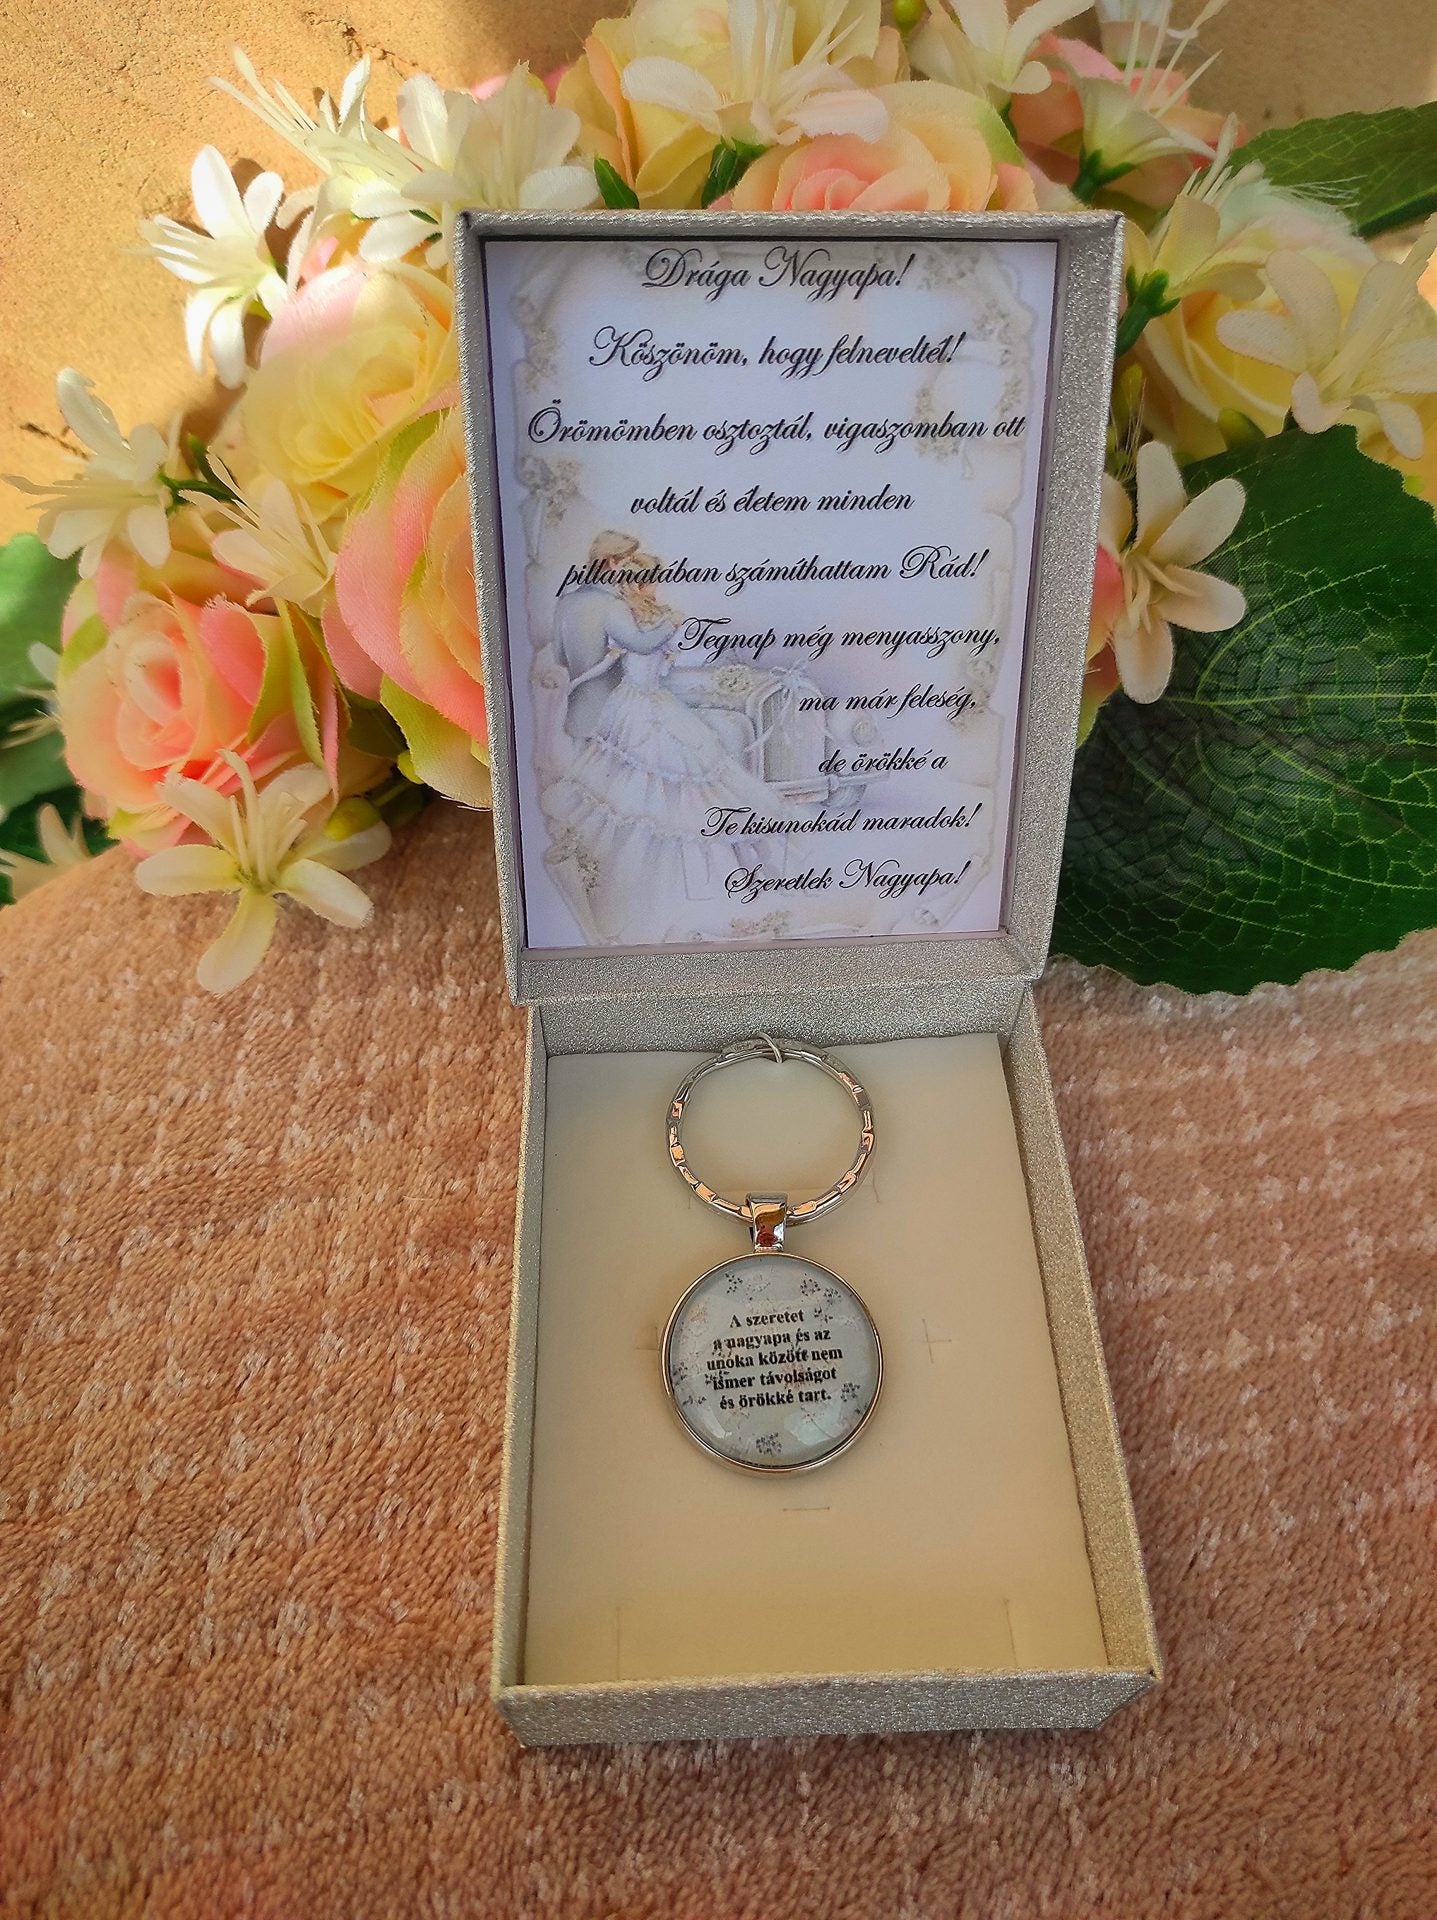 Drága Nagyapa!
Köszönöm, hogy felneveltél!
Örömömben osztoztál, vigaszomban ott
voltál és életem minden
pillanatában számíthattam Rád!
Tegnap még menyasszony,
ma már feleség,
de örökké a
Te kisunokád maradok!
Szeretlek Nagyapa!
A szeretet
a nagyapa és az
unoka között nem
ismer távolságot
és örökké tart.